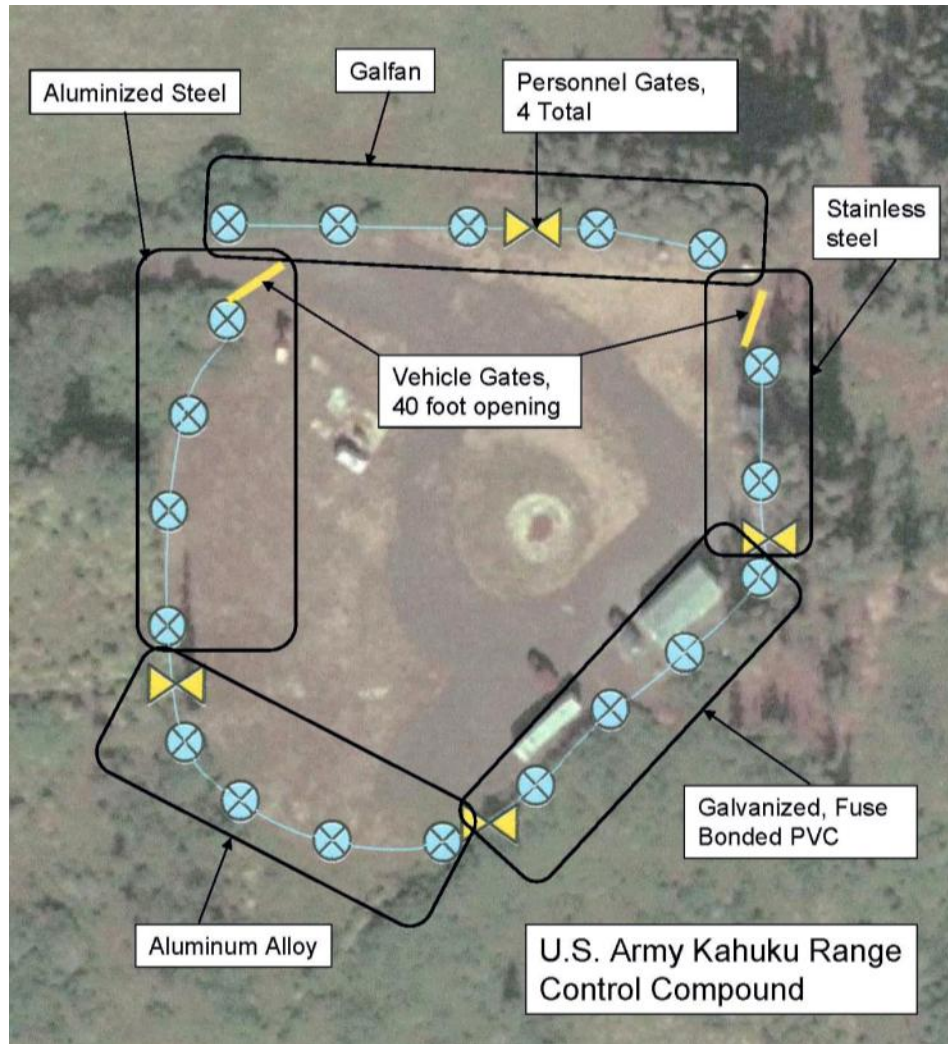 Galfan
Aluminized Steel
Personnel Gates,
4 Total
Stainless
steel
Vehicle Gates,
40 foot opening
Galvanized, Fuse
Bonded PVC
Aluminum Alloy
U.S. Army Kahuku Range
Control Compound